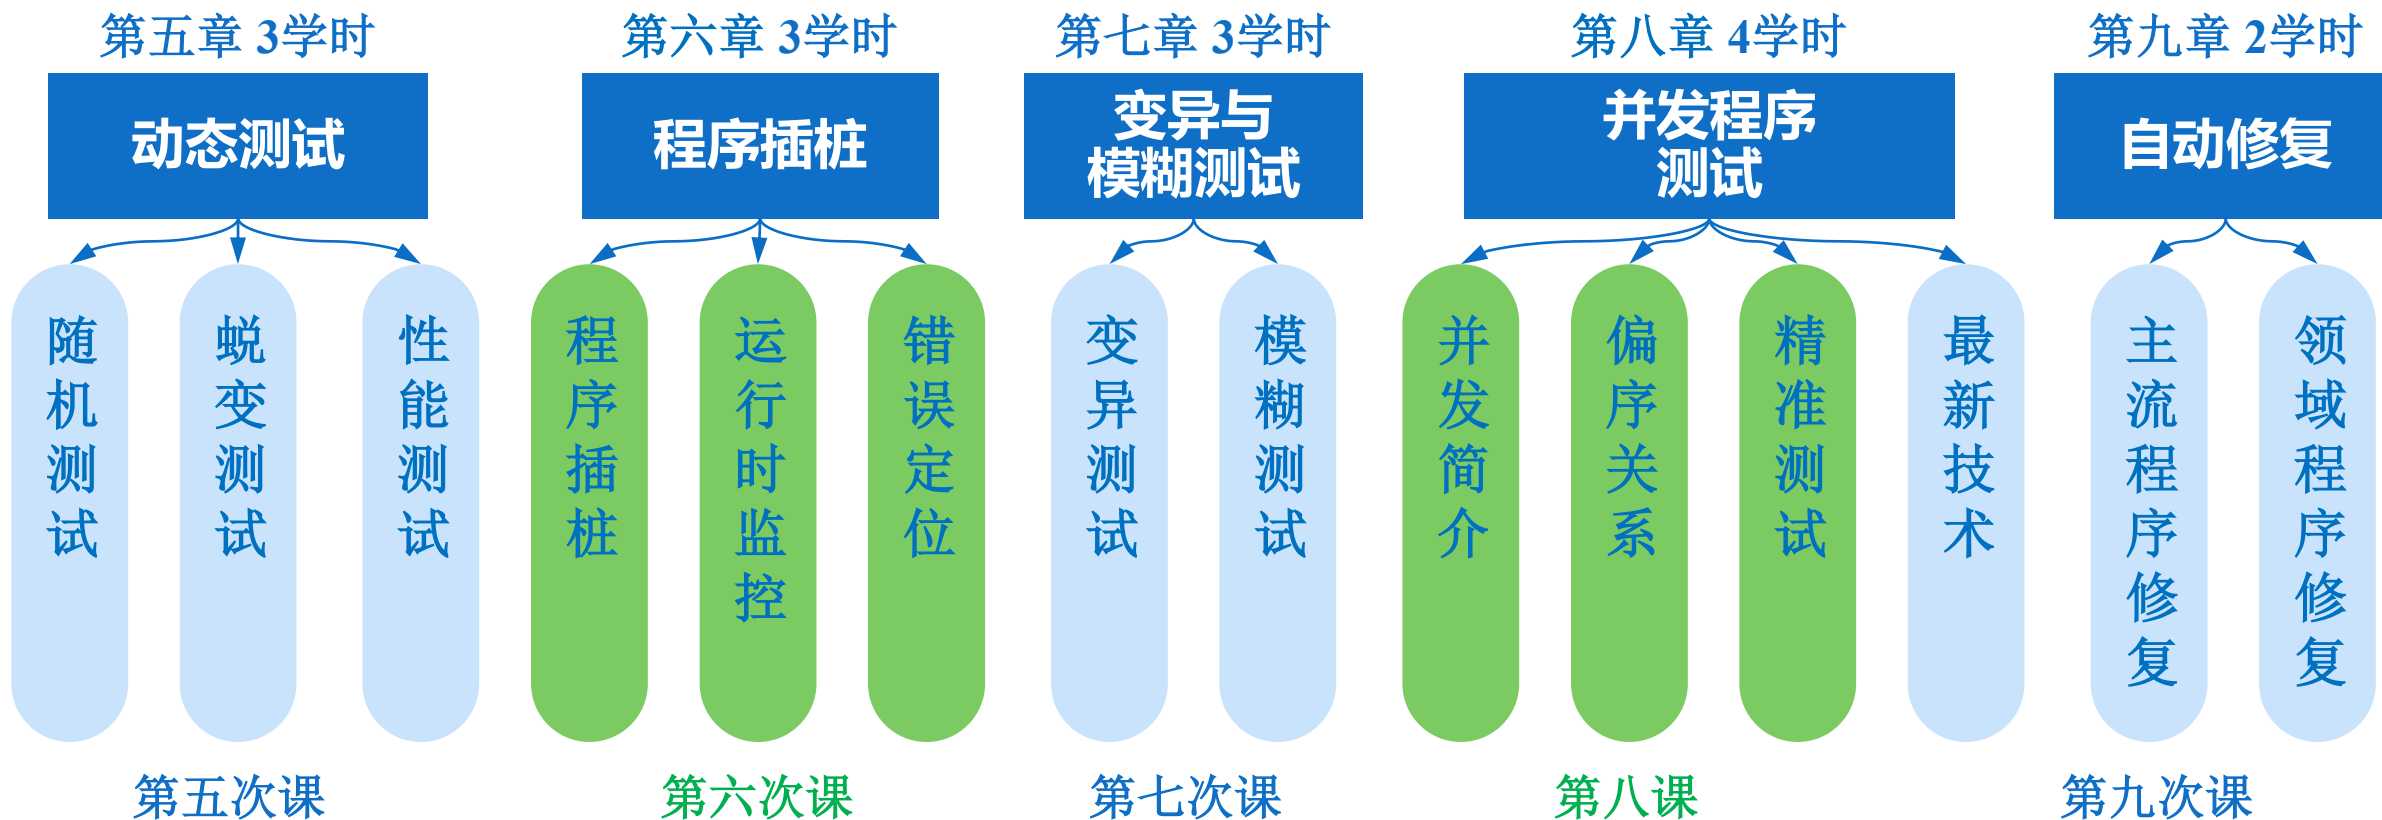 第五章 3学时
动态测试
随机测试
蜕变测试
性能测试
第五次课
第六章 3学时
程序插桩
程序插桩
运行时监控
错误定位
第六次课
第七章 3学时
变异与
模糊测试
变异测试
模糊测试
第七次课
第八章 4学时
并发程序
测试
并发简介
偏序关系
精准测试
最新技术
第八课
第九章 2学时
自动修复
主流程序修复
领域程序修复
第九次课